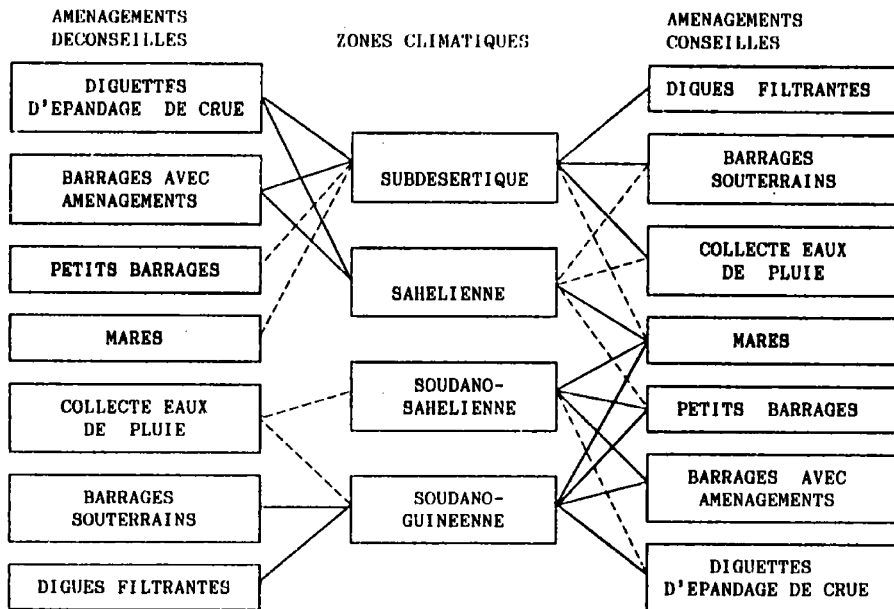 AMENAGEMENTS
DECONSEILLES
ZONES CLIMATIQUES
AMENAGEMENTS
CONSEILLES
DIGUETTES
D'EPANDAGE DE CRUE
BARRAGES AVEC
AMENAGEMENTS
PETITS BARRAGES
MARES
COLLECTE EAUX
DE PLUIE
BARRAGES
SOUTERRAINS
DIGUES FILTRANTES
SUBDESERTIQUE
SAHELIENNE
SOUDANO-
SAHELIENNE
SOUDANO-
GUINEENNE
DIGUES FILTRANTES
BARRAGES
SOUTERRAINS
COLLECTE EAUX
DE PLUIE
MARES
PETITS BARRAGES
BARRAGES AVEC
AMENAGEMENTS
DIGUETTES
D'EPANDAGE DE CRUE